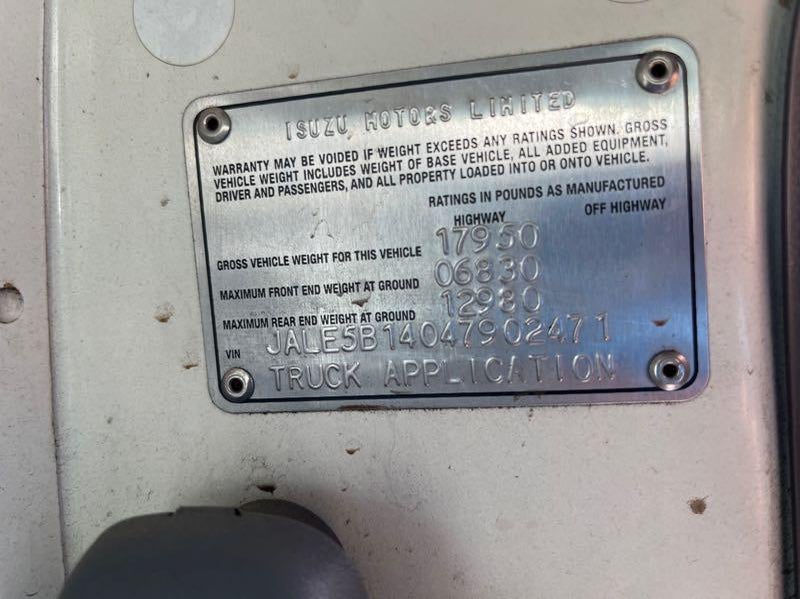 ISUZU MOTORS LIMITED
WARRANTY MAY BE VOIDED IF WEIGHT EXCEEDS ANY RATINGS SHOWN. GROSS
VEHICLE WEIGHT INCLUDES WEIGHT OF BASE VEHICLE, ALL ADDED EQUIPMENT,
DRIVER AND PASSENGERS, AND ALL PROPERTY LOADED INTO OR ONTO VEHICLE.
RATINGS IN POUNDS AS MANUFACTURED
HIGHWAY OFF HIGHWAY
GROSS VEHICLE WEIGHT FOR THIS VEHICLE 17950
MAXIMUM FRONT END WEIGHT AT GROUND 06830
MAXIMUM REAR END WEIGHT AT GROUND 12980
VIN JALE5B14047902471
TRUCK APPLICATION